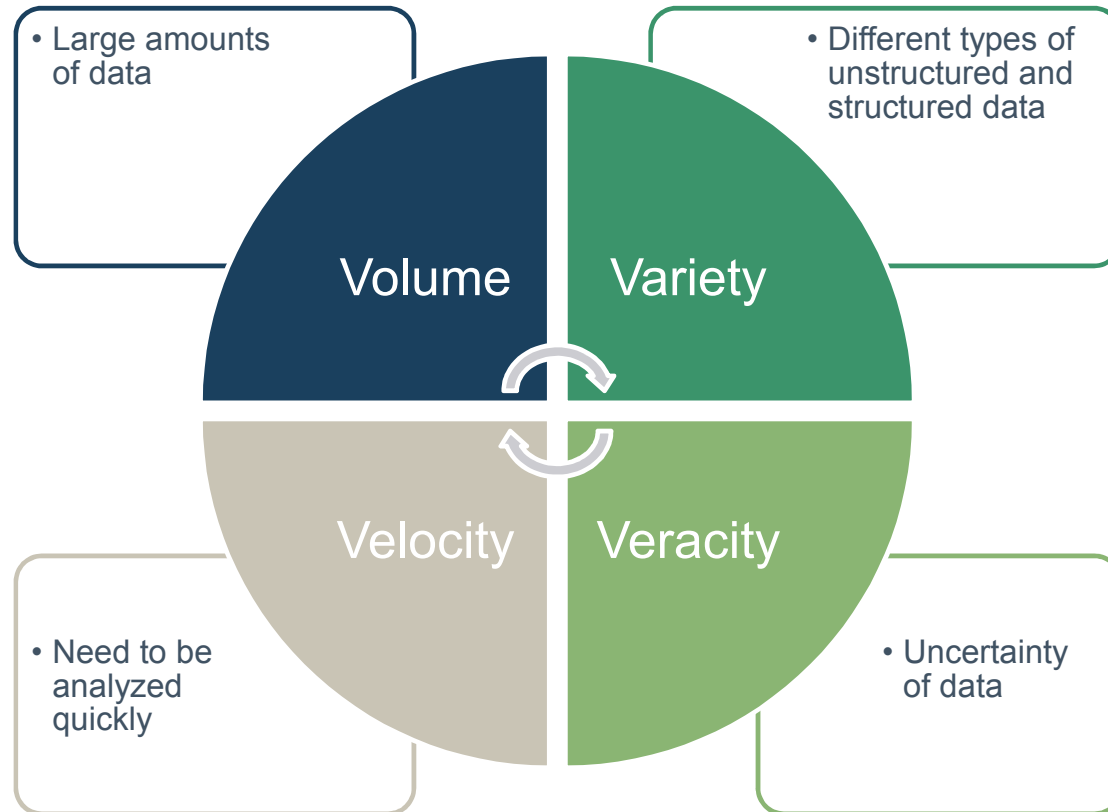 • Large amounts
of data
• Different types of
unstructured and
structured data
Volume
Variety
Velocity
Veracity
• Need to be
analyzed
quickly
• Uncertainty
of data